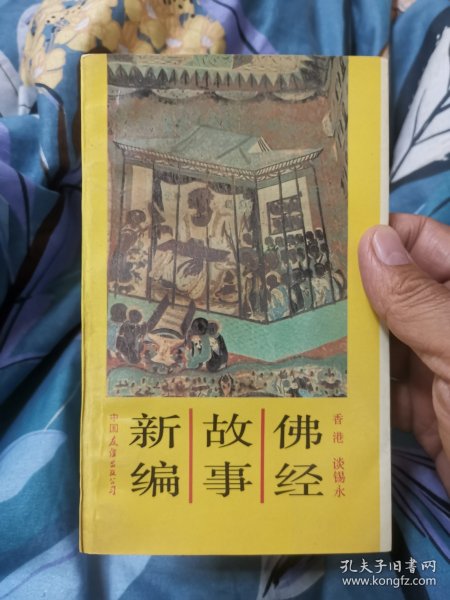 香港 谈锡永
佛经
故事
新编
中国友谊出版公司
孔夫子旧书网
www.kongfz.com